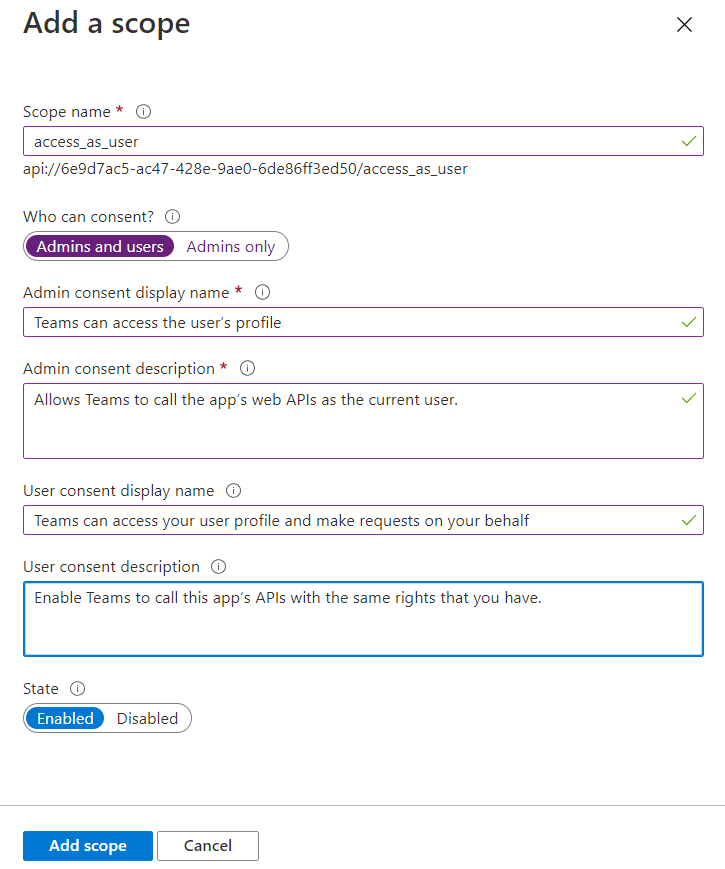 Add a scope
Scope name *
access_as_user
api://6e9d7ac5-ac47-428e-9ae0-6de86ff3ed50/access_as_user
Who can consent?
Admins and users Admins only
Admin consent display name *
Teams can access the user’s profile
Admin consent description *
Allows Teams to call the app’s web APIs as the current user.
User consent display name
Teams can access your user profile and make requests on your behalf
User consent description
Enable Teams to call this app’s APIs with the same rights that you have.
State
Enabled Disabled
Add scope Cancel